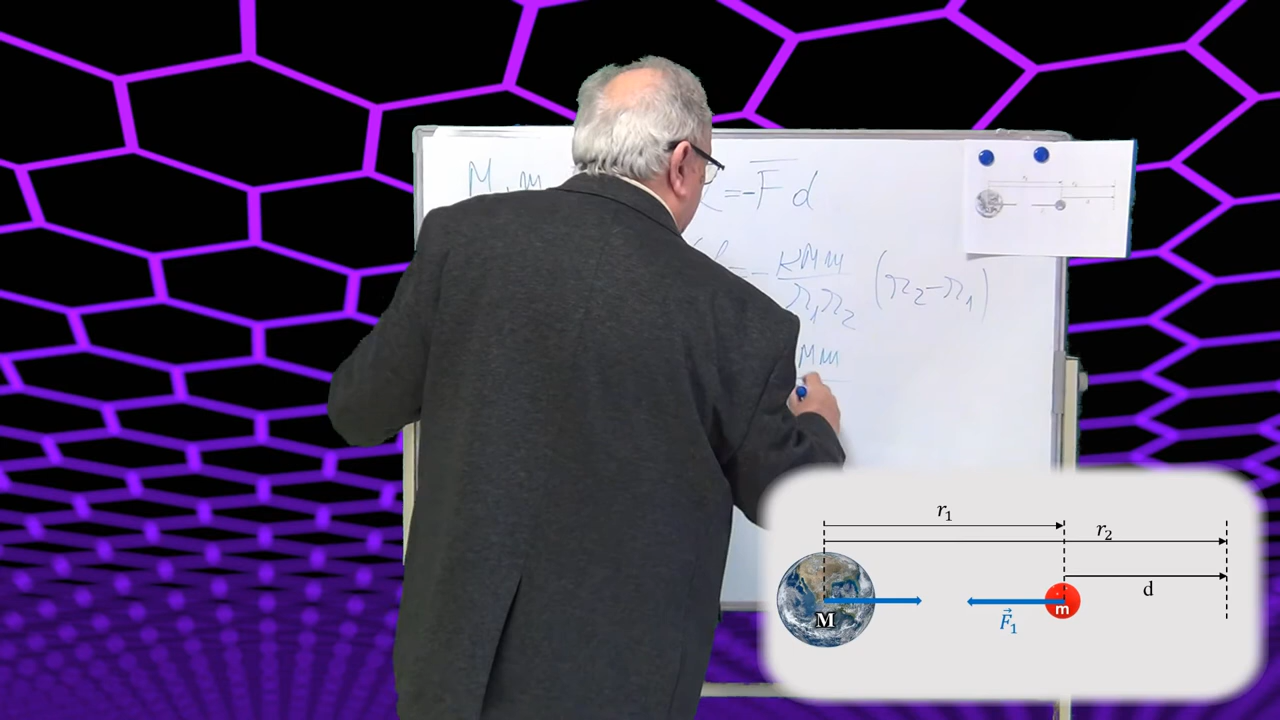 M, m
L=-F̅ d
L=-KMm/r₁r₂ (r₂-r₁)
Mm
r₁
r₂
d
M
m
F⃗₁